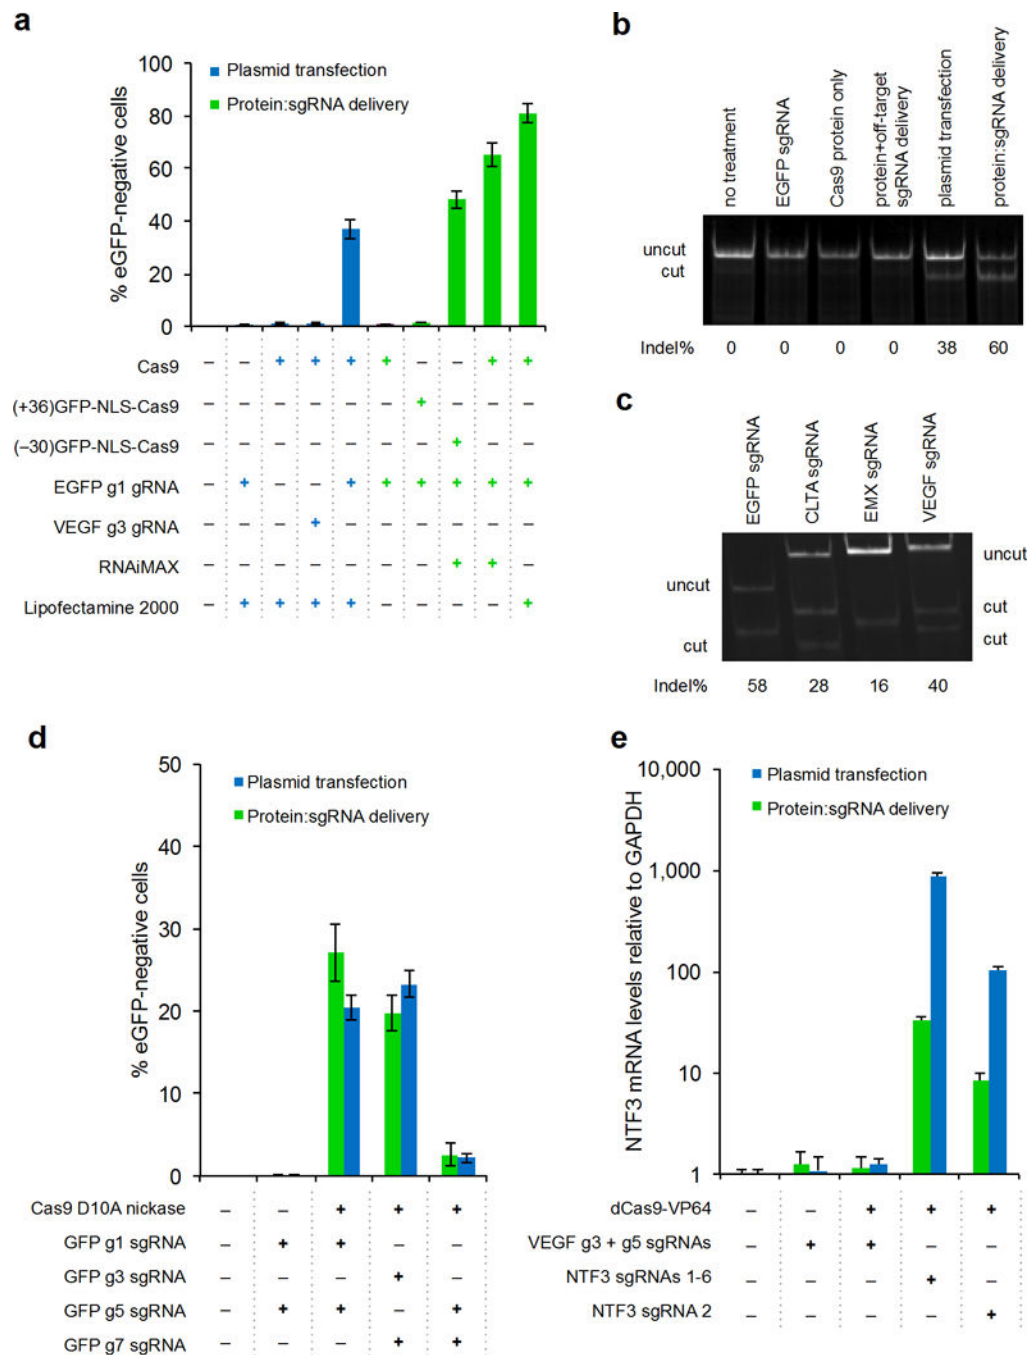 a
% eGFP-negative cells
100
80
60
40
20
0
Plasmid transfection
Protein:sgRNA delivery
Cas9 – – + + + + – – + +
(+36)GFP-NLS-Cas9 – – – – – – + – – –
(–30)GFP-NLS-Cas9 – – – – – – – + – –
EGFP g1 gRNA – + – – + + + + + +
VEGF g3 gRNA – – – + – – – – – –
RNAiMAX – – – – – – – + + –
Lipofectamine 2000 – + + + + – – – – +
b
no treatment
EGFP sgRNA
Cas9 protein only
protein+off-target
sgRNA delivery
plasmid transfection
protein:sgRNA delivery
uncut
cut
Indel% 0 0 0 0 38 60
c
EGFP sgRNA
CLTA sgRNA
EMX sgRNA
VEGF sgRNA
uncut
cut
uncut
cut
cut
Indel% 58 28 16 40
d
% eGFP-negative cells
50
40
30
20
10
0
Plasmid transfection
Protein:sgRNA delivery
Cas9 D10A nickase – – + + +
GFP g1 sgRNA – + + – –
GFP g3 sgRNA – – – + –
GFP g5 sgRNA – + + – +
GFP g7 sgRNA – – – + +
e
NTF3 mRNA levels relative to GAPDH
10,000
1,000
100
10
1
Plasmid transfection
Protein:sgRNA delivery
dCas9-VP64 – – + + +
VEGF g3 + g5 sgRNAs – + + – –
NTF3 sgRNAs 1-6 – – – + –
NTF3 sgRNA 2 – – – – +